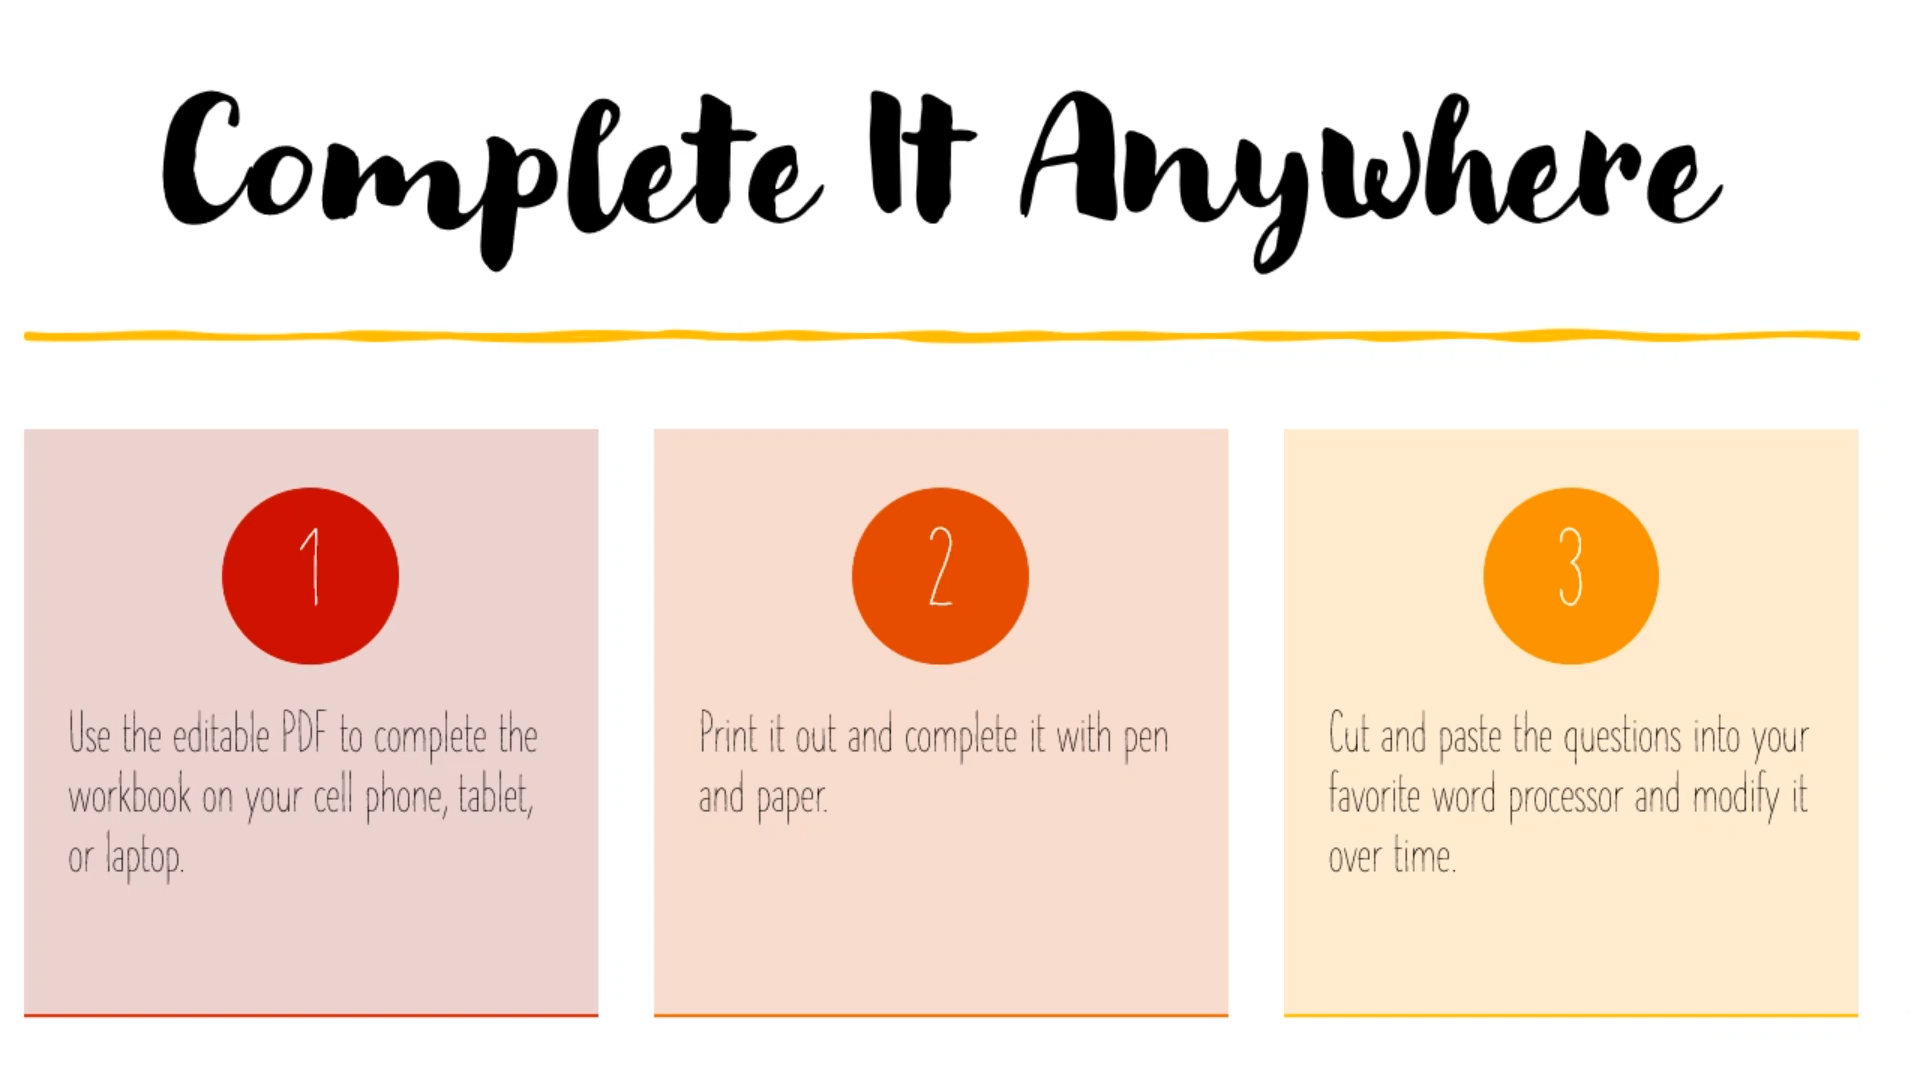 Complete It Anywhere
1
Use the editable PDF to complete the
workbook on your cell phone, tablet,
or laptop.
2
Print it out and complete it with pen
and paper.
3
Cut and paste the questions into your
favorite word processor and modify it
over time.